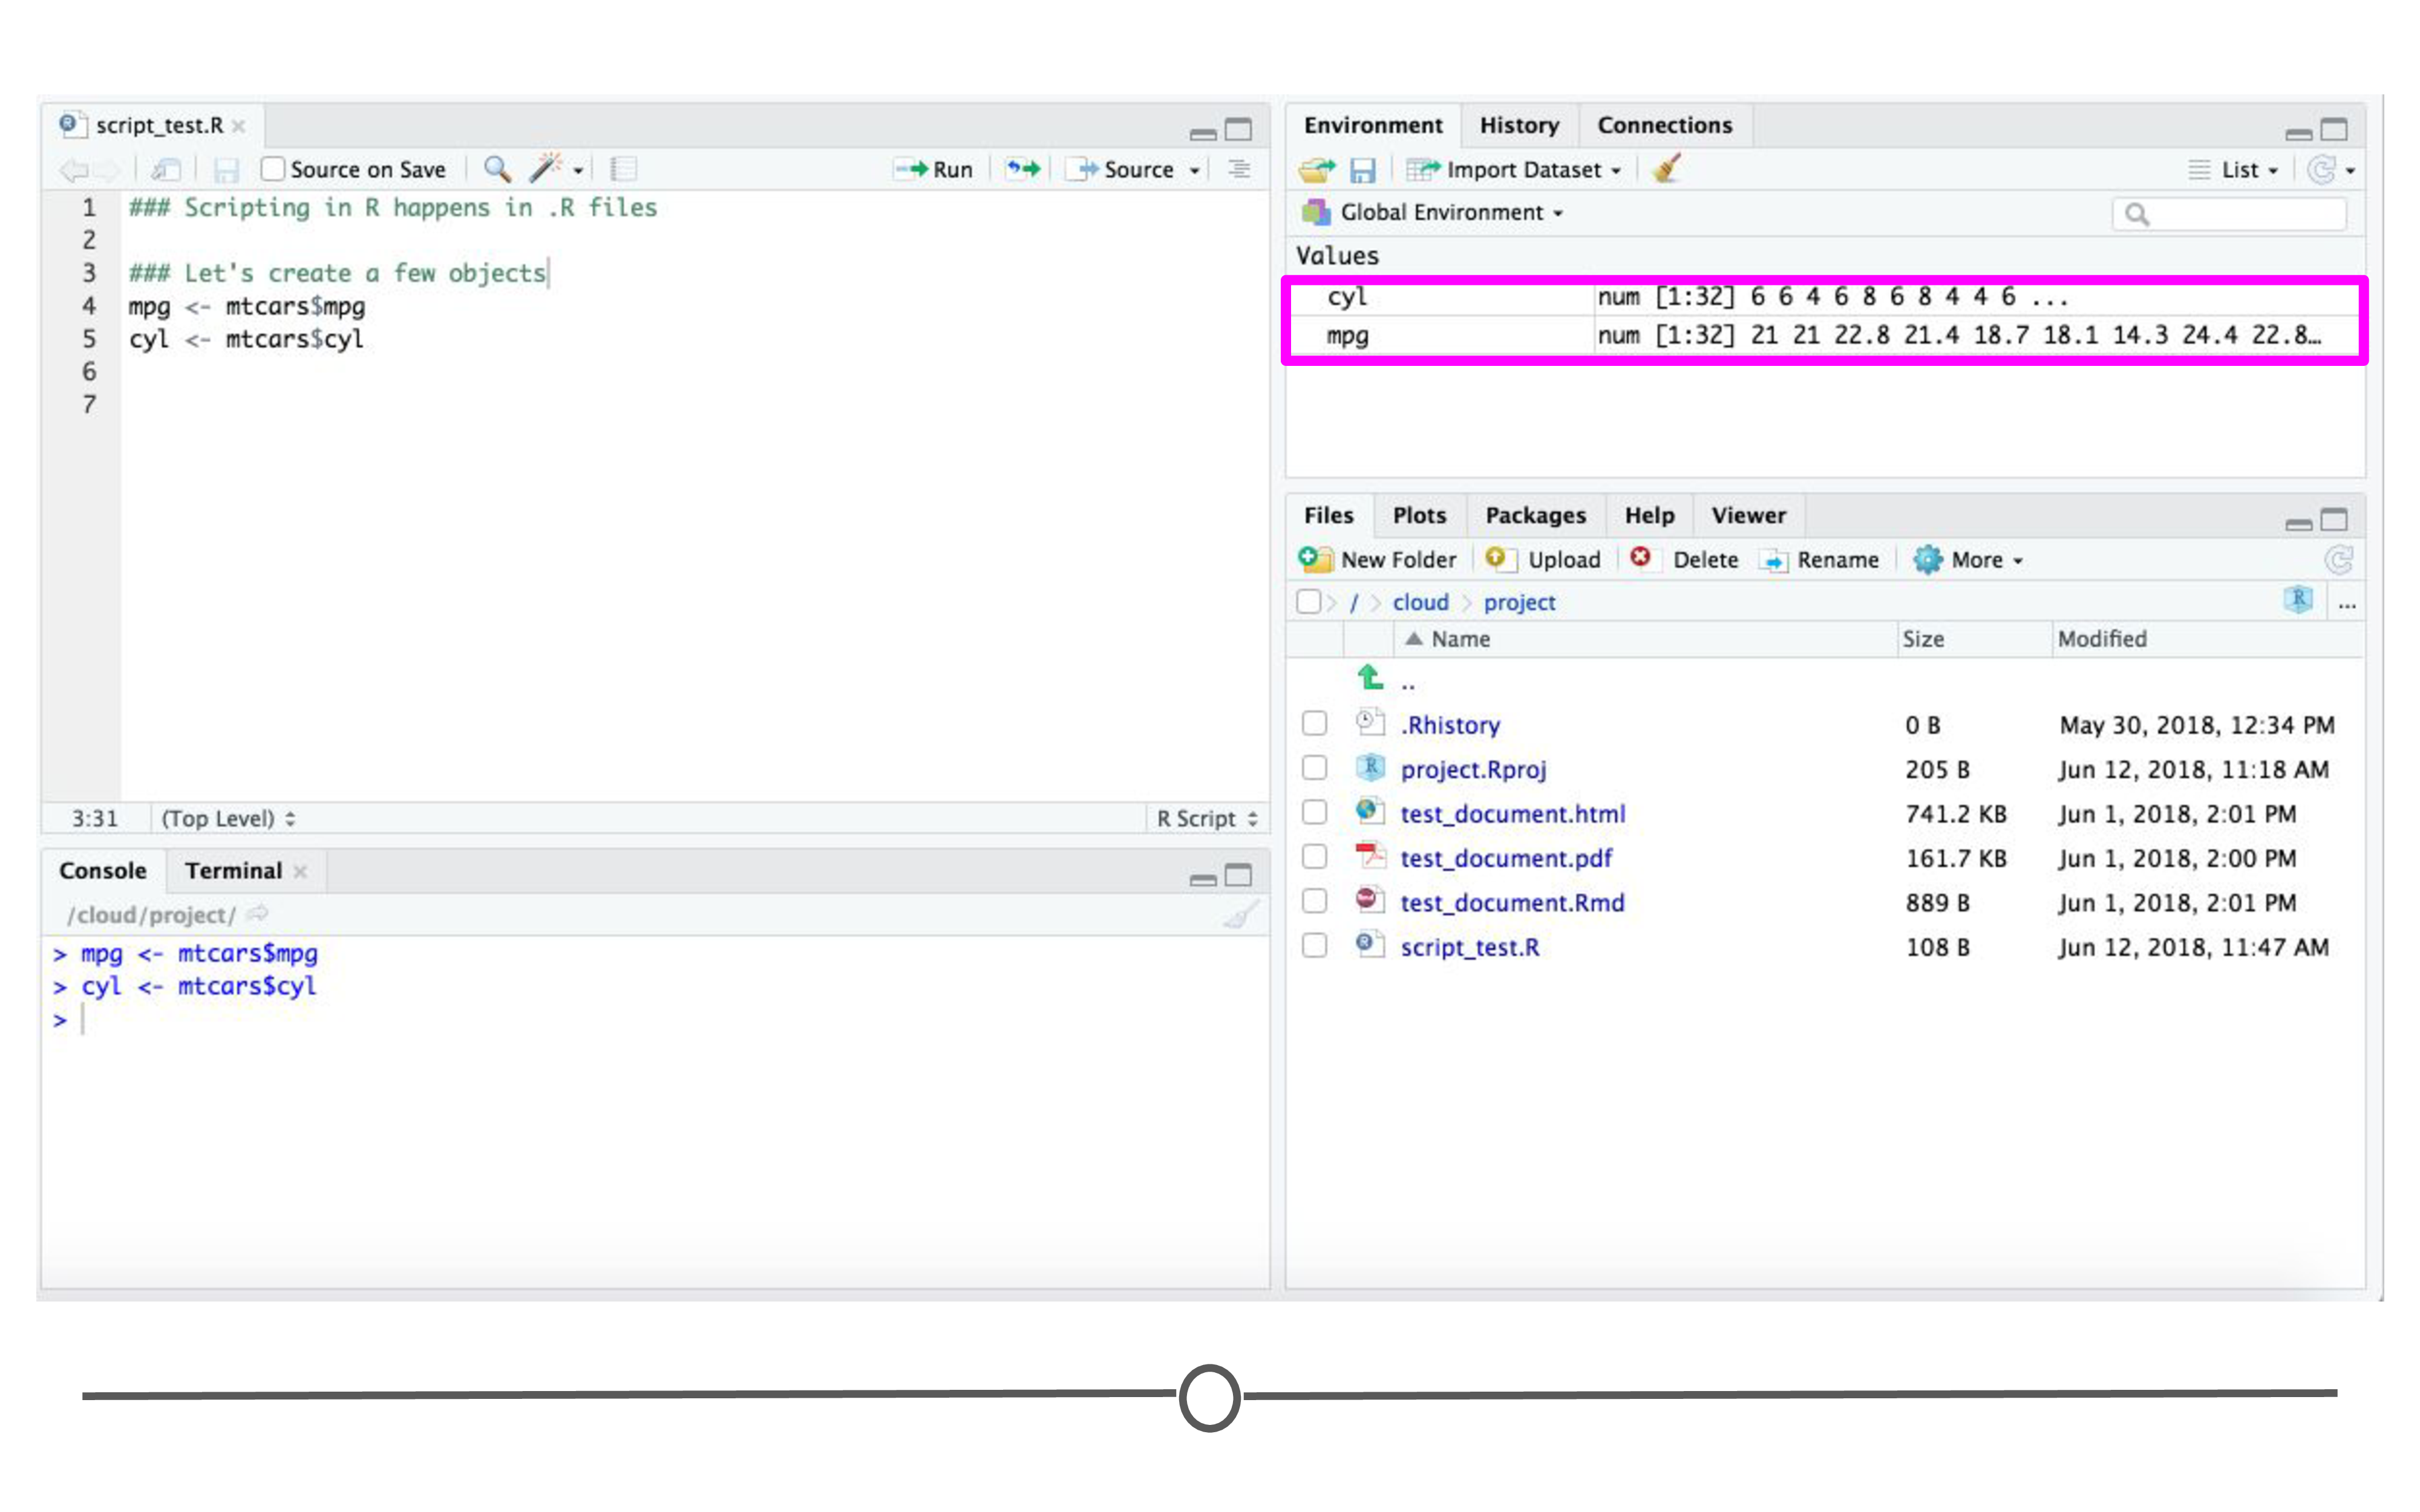 script_test.R
Source on Save Run Source
1 ### Scripting in R happens in .R files
2
3 ### Let's create a few objects
4 mpg <- mtcars$mpg
5 cyl <- mtcars$cyl
6
7
3:31 (Top Level) R Script
Console Terminal
/cloud/project/
> mpg <- mtcars$mpg
> cyl <- mtcars$cyl
>
Environment History Connections
Import Dataset List
Global Environment
Values
cyl num [1:32] 6 6 4 6 8 6 8 4 4 6 ...
mpg num [1:32] 21 21 22.8 21.4 18.7 18.1 14.3 24.4 22.8…
Files Plots Packages Help Viewer
New Folder Upload Delete Rename More
/ cloud project ...
Name Size Modified
..
.Rhistory 0 B May 30, 2018, 12:34 PM
project.Rproj 205 B Jun 12, 2018, 11:18 AM
test_document.html 741.2 KB Jun 1, 2018, 2:01 PM
test_document.pdf 161.7 KB Jun 1, 2018, 2:00 PM
test_document.Rmd 889 B Jun 1, 2018, 2:01 PM
script_test.R 108 B Jun 12, 2018, 11:47 AM